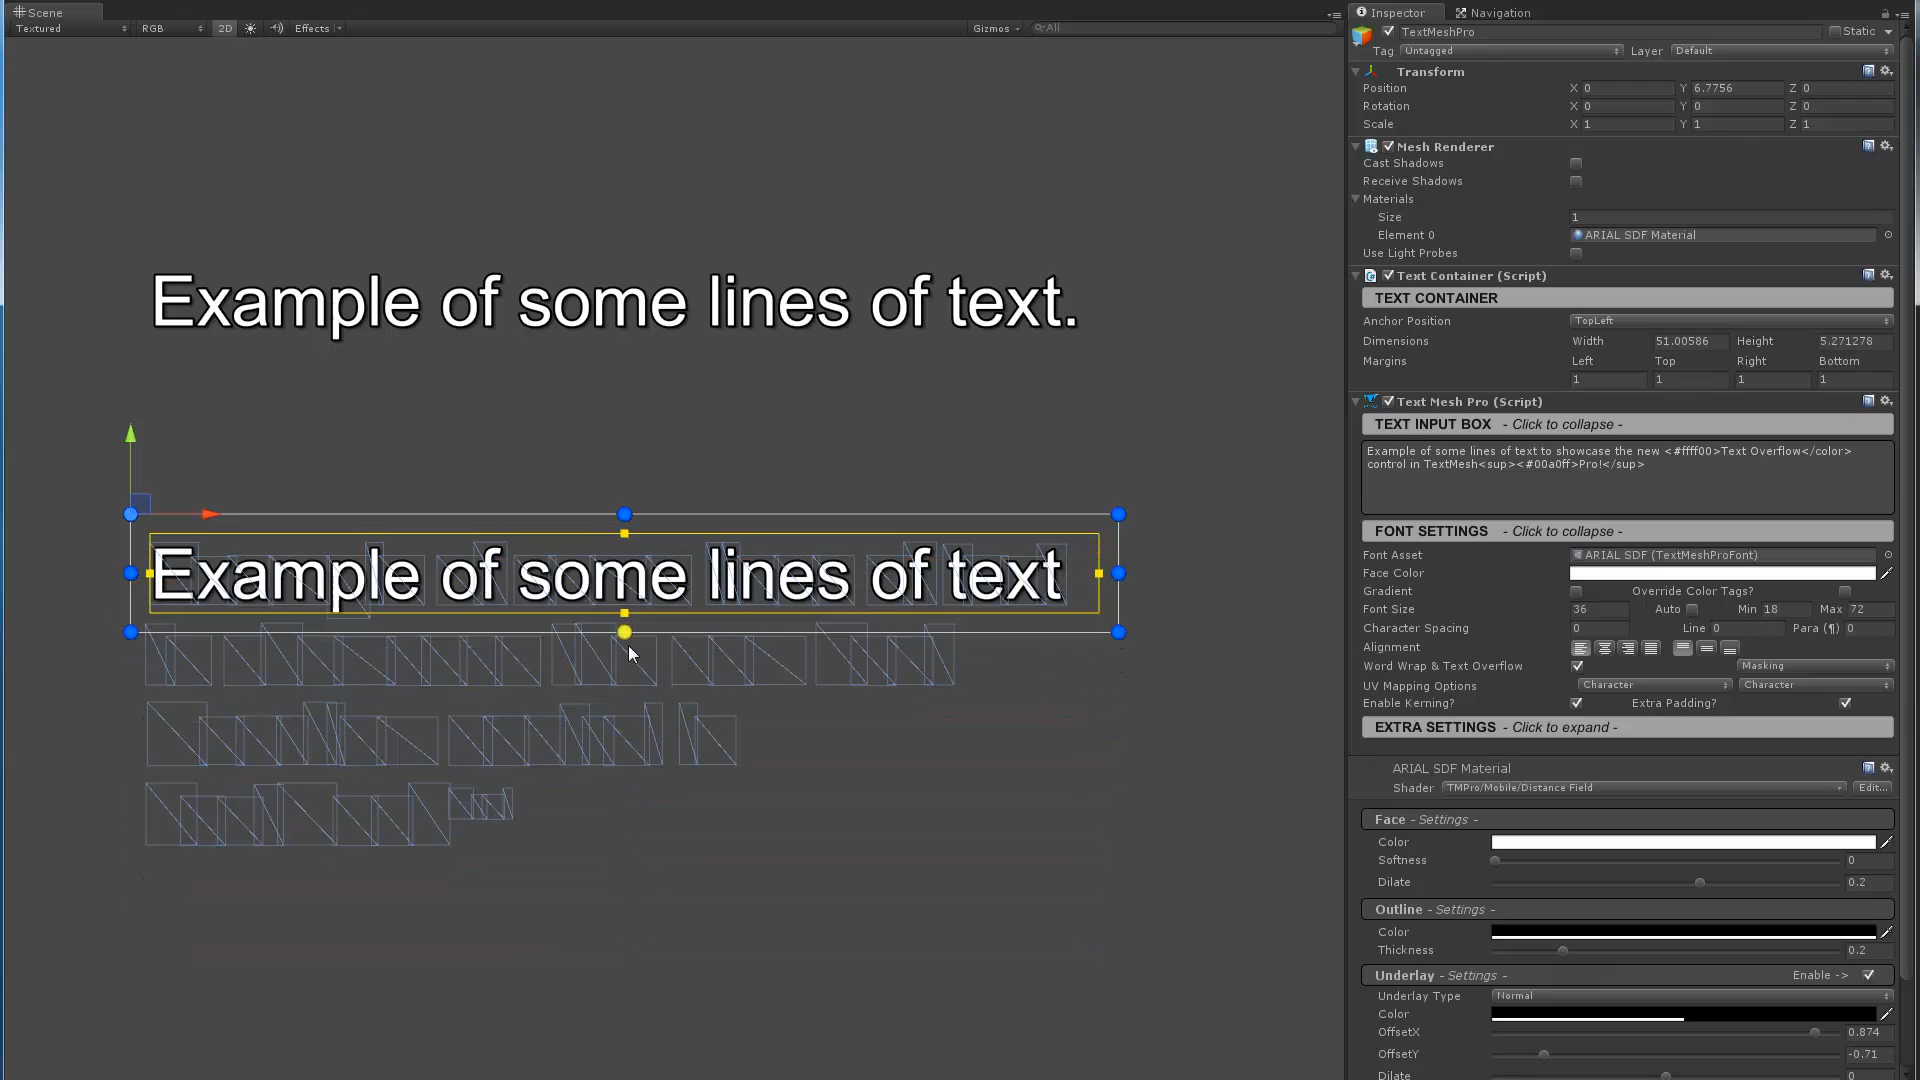 Scene
Textured RGB 2D Effects Gizmos All
Example of some lines of text.
Example of some lines of text
Inspector Navigation
TextMeshPro Static
Tag Untagged Layer Default
Transform
Position X 0 Y 6.7756 Z 0
Rotation X 0 Y 0 Z 0
Scale X 1 Y 1 Z 1
Mesh Renderer
Cast Shadows
Receive Shadows
Materials
Size 1
Element 0 ARIAL SDF Material
Use Light Probes
Text Container (Script)
TEXT CONTAINER
Anchor Position TopLeft
Dimensions Width 51.00586 Height 5.271278
Margins Left Top Right Bottom
1 1 1 1
Text Mesh Pro (Script)
TEXT INPUT BOX - Click to collapse -
Example of some lines of text to showcase the new <#ffff00>Text Overflow</color>
control in TextMesh<sup><#00a0ff>Pro!</sup>
FONT SETTINGS - Click to collapse -
Font Asset ARIAL SDF (TextMeshProFont)
Face Color
Gradient Override Color Tags?
Font Size 36 Auto Min 18 Max 72
Character Spacing 0 Line 0 Para (¶) 0
Alignment
Word Wrap & Text Overflow Masking
UV Mapping Options Character Character
Enable Kerning? Extra Padding?
EXTRA SETTINGS - Click to expand -
ARIAL SDF Material
Shader TMPro/Mobile/Distance Field Edit...
Face - Settings -
Color
Softness 0
Dilate 0.2
Outline - Settings -
Color
Thickness 0.2
Underlay - Settings - Enable ->
Underlay Type Normal
Color
OffsetX 0.874
OffsetY -0.71
Dilate 0